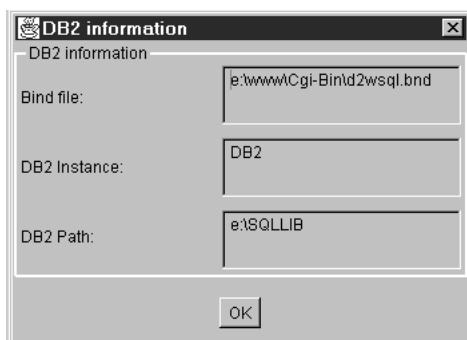 DB2 information
DB2 information
Bind file:
e:\www\Cgi-Bin\d2wsql.bnd
DB2 Instance:
DB2
DB2 Path:
e:\SQLLIB
OK